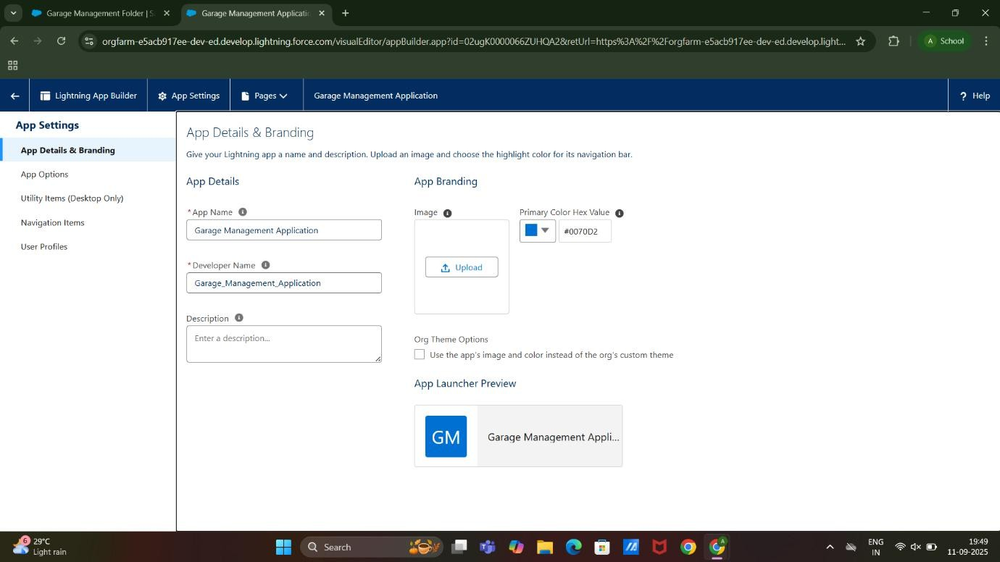 Garage Management Folder | S
Garage Management Applicatio
orgfarm-e5acb917ee-dev-ed.develop.lightning.force.com/visualEditor/appBuilder.app?id=02ugK0000066ZUHQA2&retUrl=https%3A%2F%2Forgfarm-e5acb917ee-dev-ed.develop.light...
A School
Lightning App Builder
App Settings
Pages
Garage Management Application
? Help
App Settings
App Details & Branding
App Options
Utility Items (Desktop Only)
Navigation Items
User Profiles
App Details & Branding
Give your Lightning app a name and description. Upload an image and choose the highlight color for its navigation bar.
App Details
*App Name
Garage Management Application
*Developer Name
Garage_Management_Application
Description
Enter a description...
App Branding
Image
Upload
Primary Color Hex Value
#0070D2
Org Theme Options
Use the app's image and color instead of the org's custom theme
App Launcher Preview
GM
Garage Management Appli...
6
29°C
Light rain
Search
ENG
IN
19:49
11-09-2025